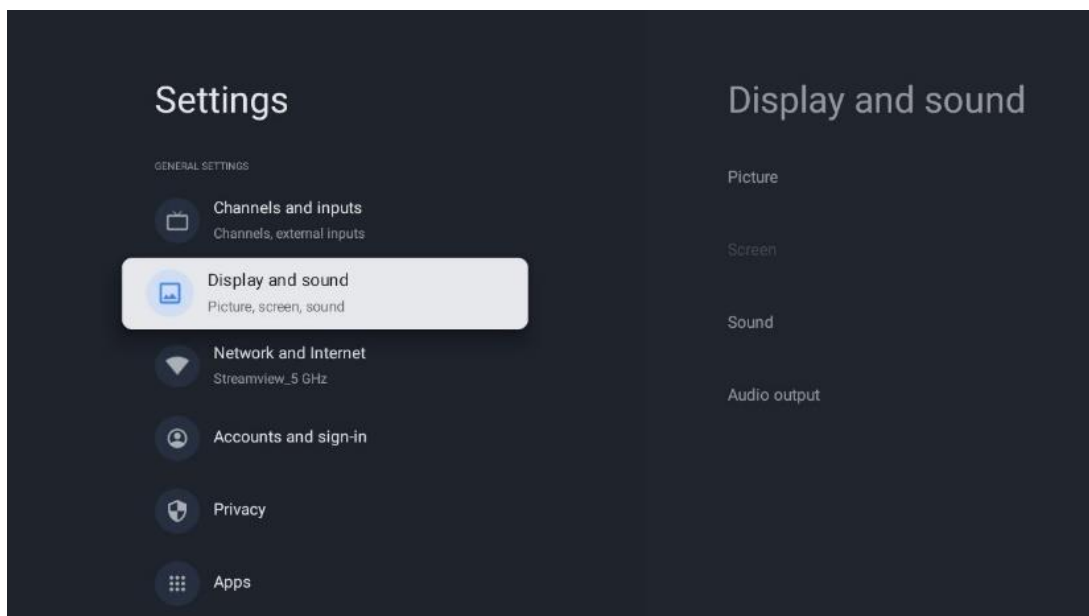 Settings
GENERAL SETTINGS
Channels and inputs
Channels, external inputs
Display and sound
Picture, screen, sound
Network and Internet
Streamview_5 GHz
Accounts and sign-in
Privacy
Apps
Display and sound
Picture
Screen
Sound
Audio output